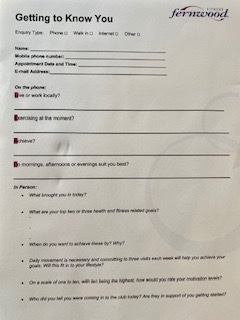 Getting to Know You
FITNESS
fernwood
Enquiry Type: Phone □ Walk in □ Internet □ Other □
Name:
Mobile phone number:
Appointment Date and Time:
E-mail Address:
On the phone:
Live or work locally?
Exercising at the moment?
Achieve?
Do mornings, afternoons or evenings suit you best?
In Person:
• What brought you in today?
• What are your top two or those health and fitness related goals?
• When do you want to achieve these by? Why?
• Daily movement is necessary and committing to three visits each week will help you achieve your
goals. Will this fit in to your lifestyle?
• On a scale of one to ten, with ten being the highest, how would you rate your motivation levels?
• Who did you tell you were coming in to the club today? Are they in support of you getting started?